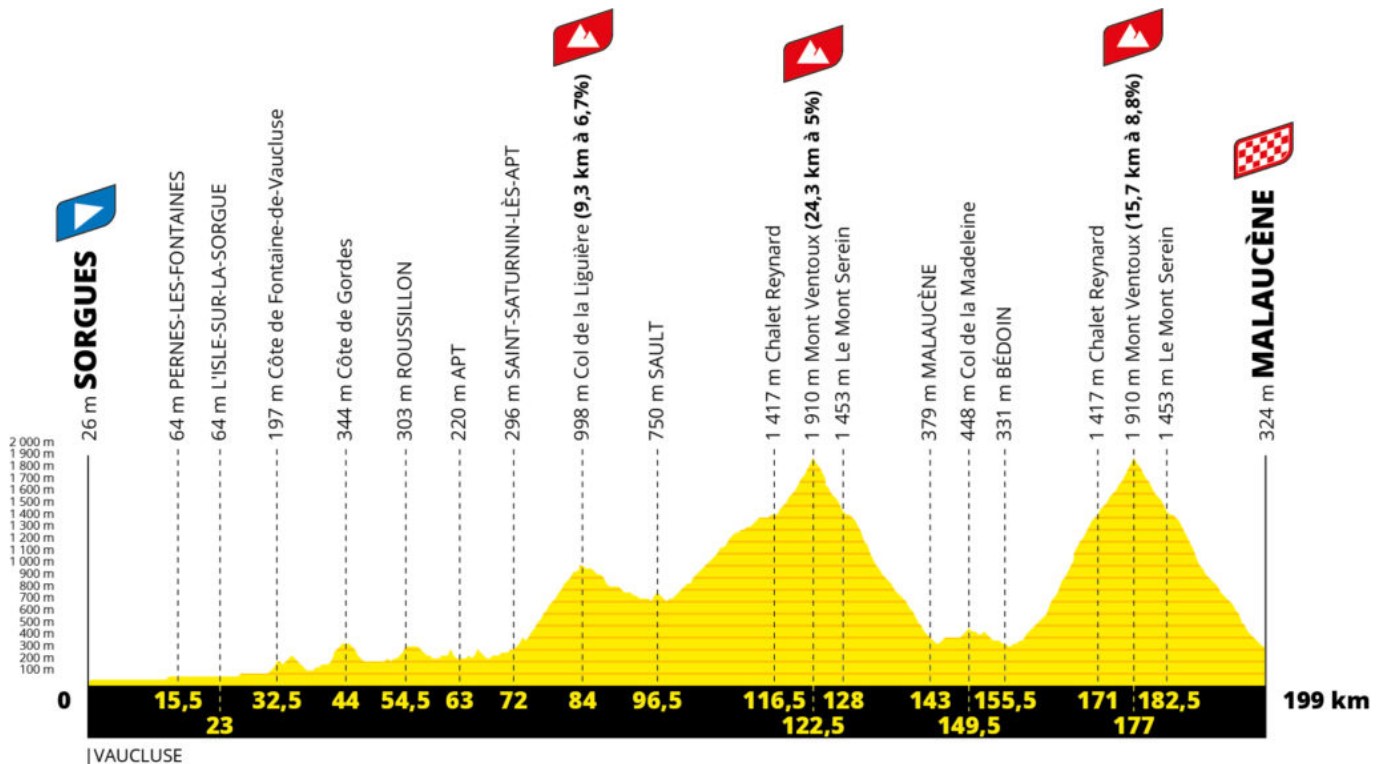 26 m SORGUES
64 m PERNES-LES-FONTAINES
64 m L'ISLE-SUR-LA-SORGUE
197 m Côte de Fontaine-de-Vaucluse
344 m Côte de Gordes
303 m ROUSSILLON
220 m APT
296 m SAINT-SATURNIN-LÈS-APT
998 m Col de la Liguière (9,3 km à 6,7%)
750 m SAULT
1 417 m Chalet Reynard
1 910 m Mont Ventoux (24,3 km à 5%)
1 453 m Le Mont Serein
379 m MALAUCÈNE
448 m Col de la Madeleine
331 m BÉDOIN
1 417 m Chalet Reynard
1 910 m Mont Ventoux (15,7 km à 8,8%)
1 453 m Le Mont Serein
324 m MALAUCÈNE
2 000 m
1 900 m
1 800 m
1 700 m
1 600 m
1 500 m
1 400 m
1 300 m
1 200 m
1 100 m
1 000 m
900 m
800 m
700 m
600 m
500 m
400 m
300 m
200 m
100 m
0 15,5 32,5 44 54,5 63 72 84 96,5 116,5 128 143 155,5 171 182,5 199 km
23 122,5 149,5 177
|VAUCLUSE